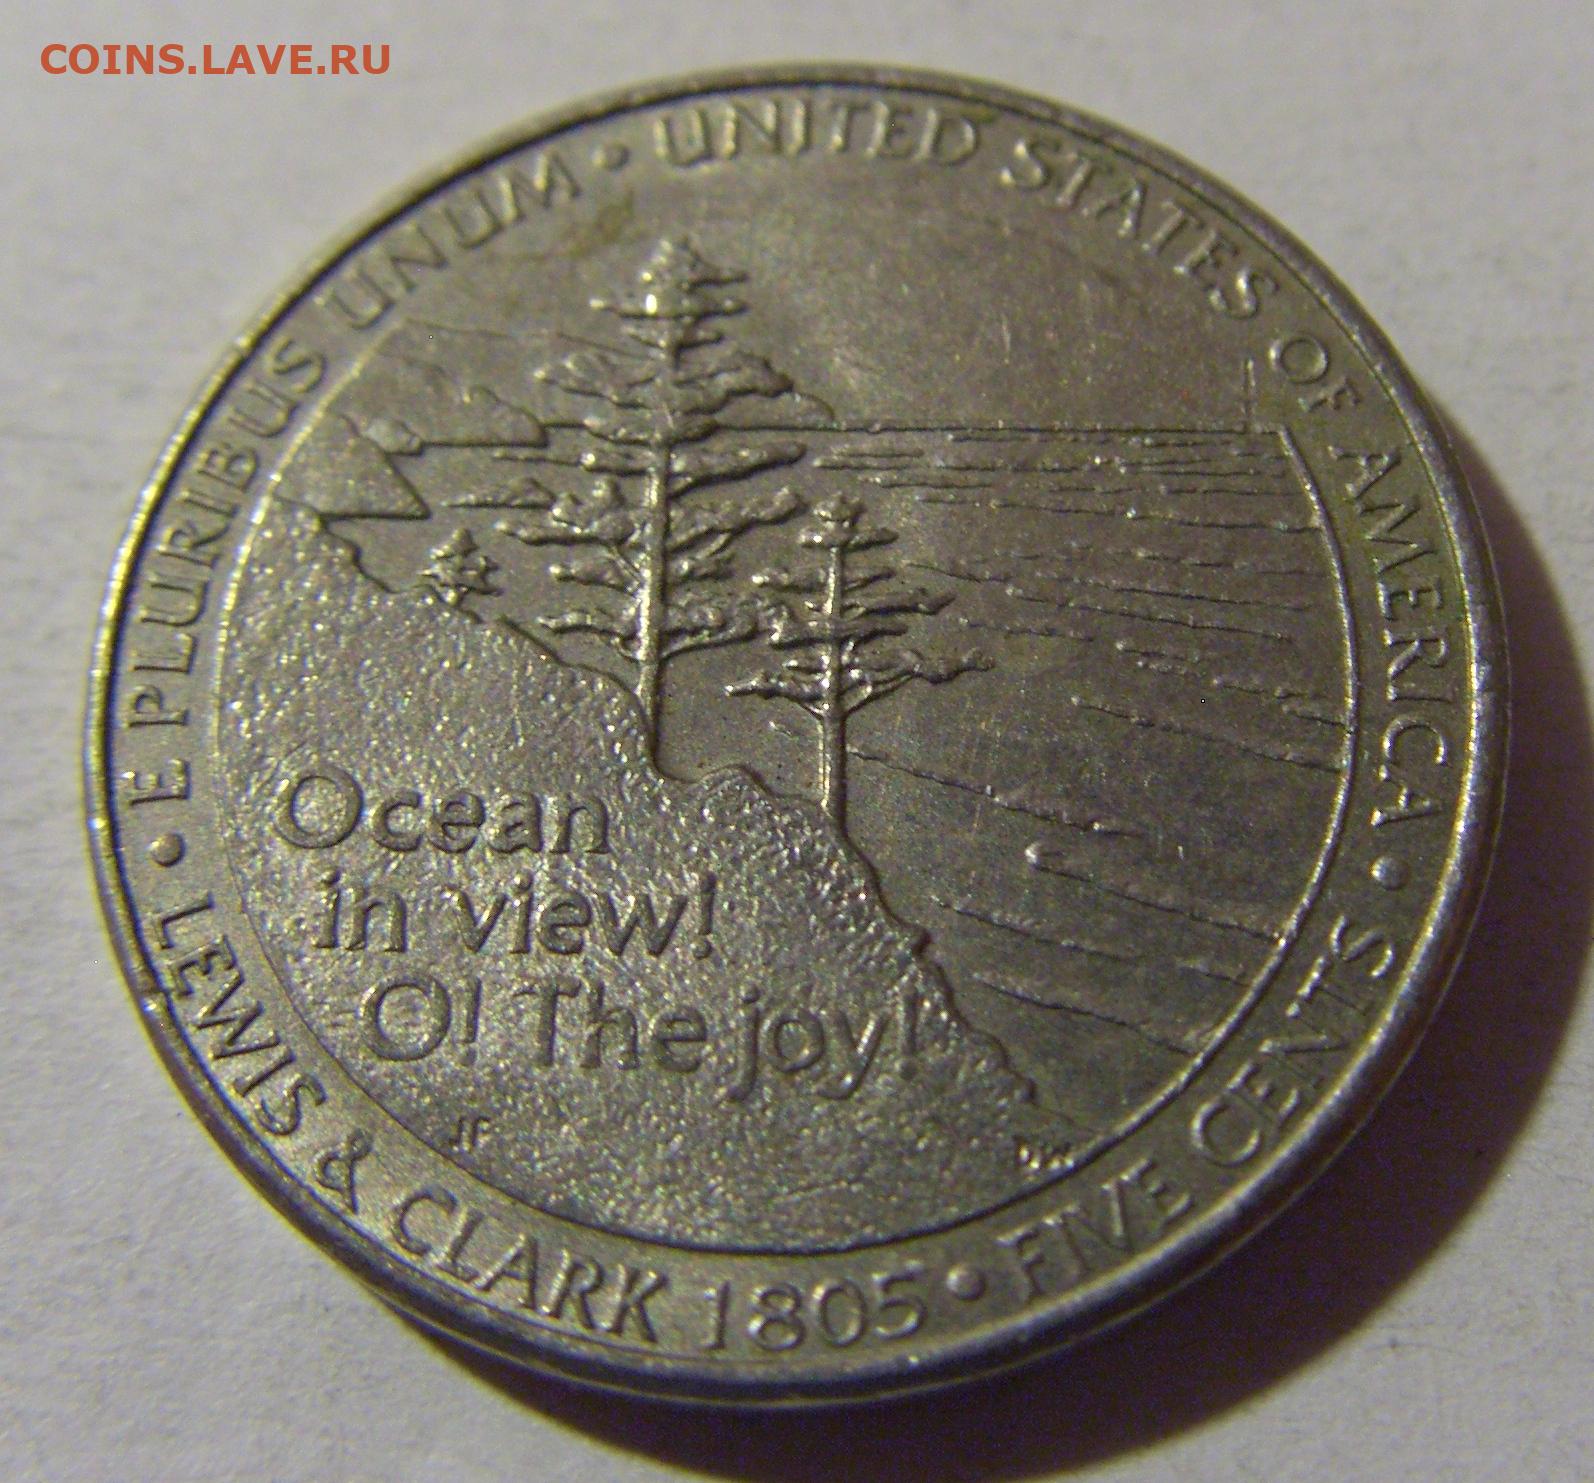 COINS.LAVE.RU
E PLURIBUS UNUM • UNITED STATES OF AMERICA •
LEWIS & CLARK 1805 • FIVE CENTS •
Ocean
in view!
O! The joy!
JF
DW